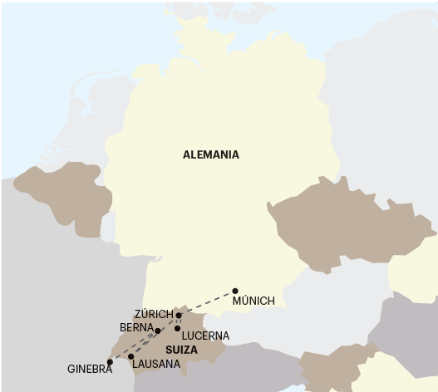 ALEMANIA
MÚNICH
ZÚRICH
BERNA
LUCERNA
SUIZA
LAUSANA
GINEBRA